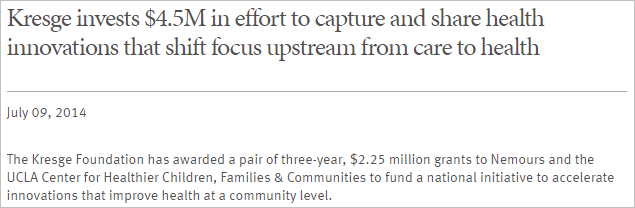 Kresge invests $4.5M in effort to capture and share health
innovations that shift focus upstream from care to health
July 09, 2014
The Kresge Foundation has awarded a pair of three-year, $2.25 million grants to Nemours and the
UCLA Center for Healthier Children, Families & Communities to fund a national initiative to accelerate
innovations that improve health at a community level.